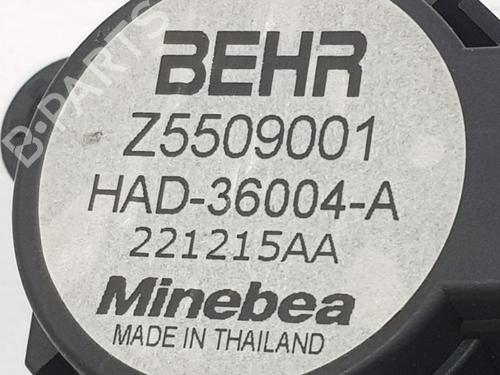 BEHR
Z5509001
HAD-36004-A
221215AA
Minebea
MADE IN THAILAND
B-PARTS